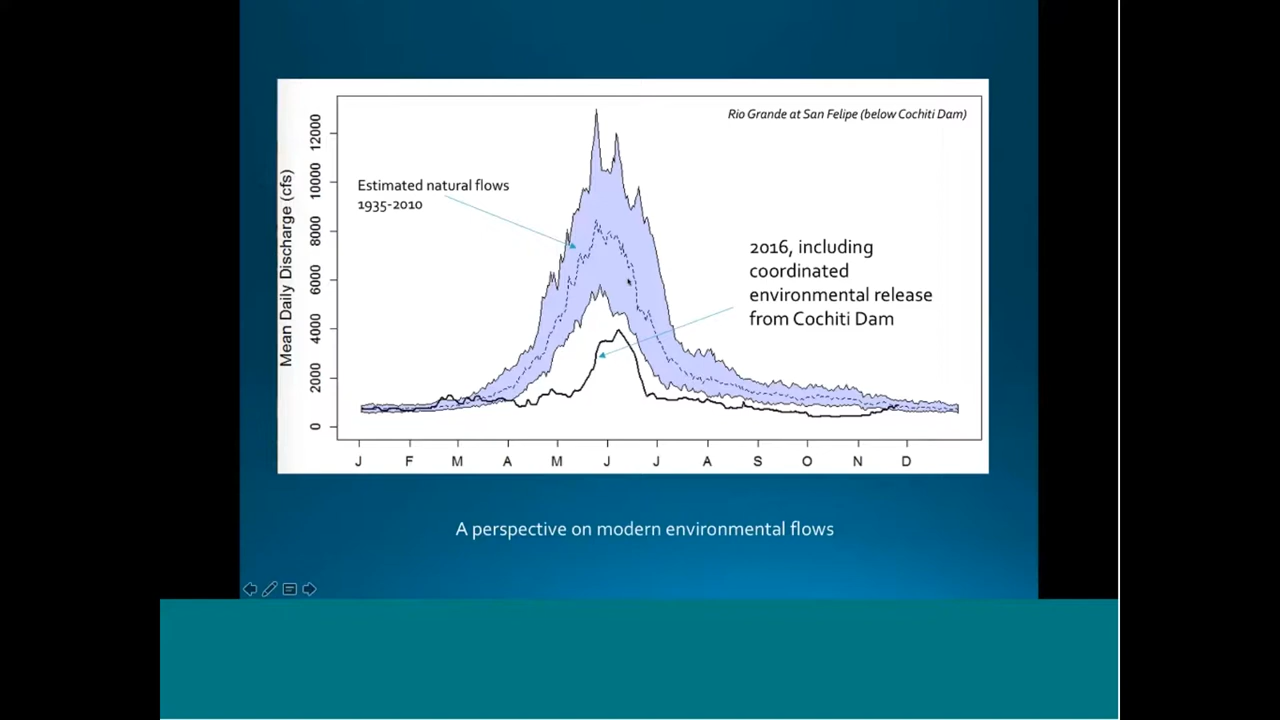 Rio Grande at San Felipe (below Cochiti Dam)
Mean Daily Discharge (cfs)
12000
10000
8000
6000
4000
2000
0
Estimated natural flows
1935-2010
2016, including
coordinated
environmental release
from Cochiti Dam
J F M A M J J A S O N D
A perspective on modern environmental flows